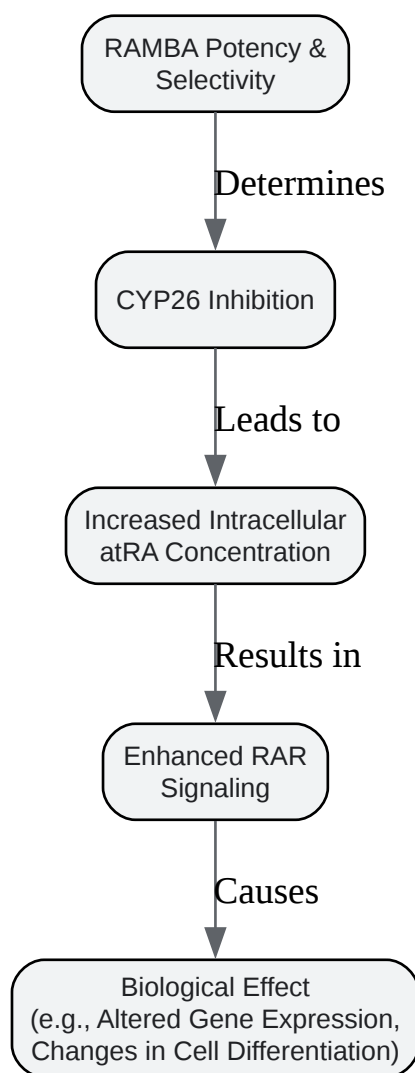 RAMBA Potency &
Selectivity
Determines
CYP26 Inhibition
Leads to
Increased Intracellular
atRA Concentration
Results in
Enhanced RAR
Signaling
Causes
Biological Effect
(e.g., Altered Gene Expression,
Changes in Cell Differentiation)